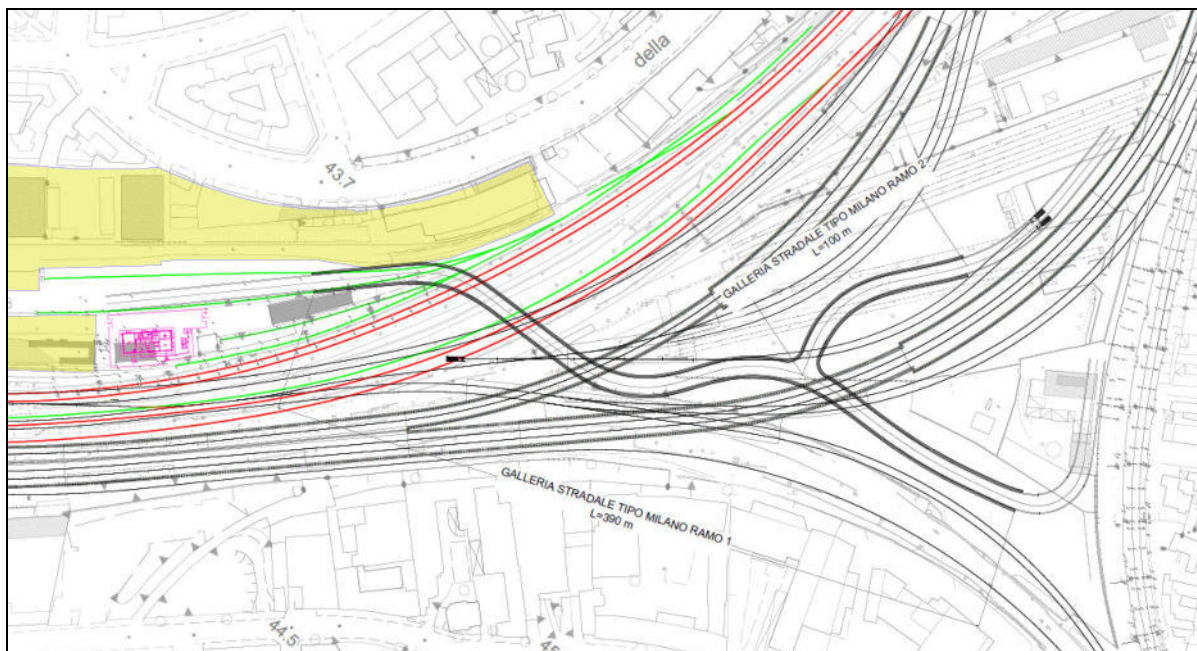 della
43.7
GALLERIA STRADALE TIPO MILANO RAMO 2
L=100 m
GALLERIA STRADALE TIPO MILANO RAMO 1
L=390 m
44.5